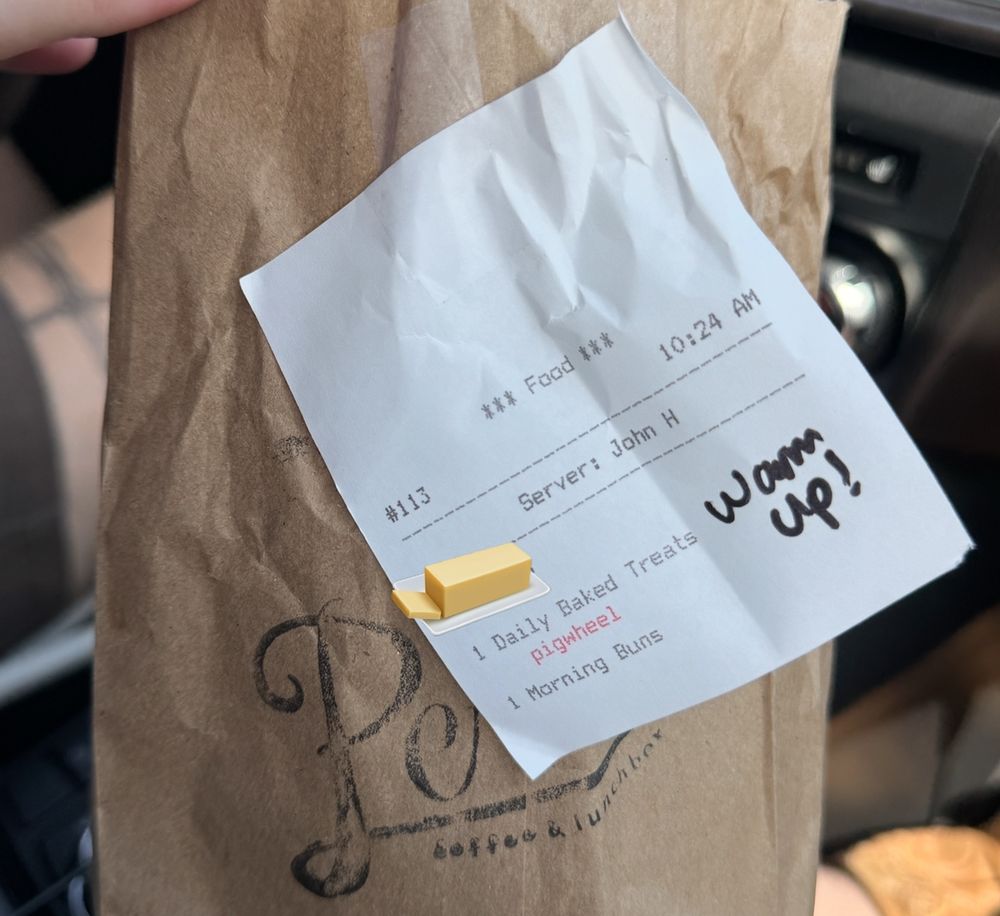 *** Food ***
#113 10:24 AM
Server: John H
Warm
up!
1 Daily Baked Treats
pigwheel
1 Morning Buns
coffee & lunchbox